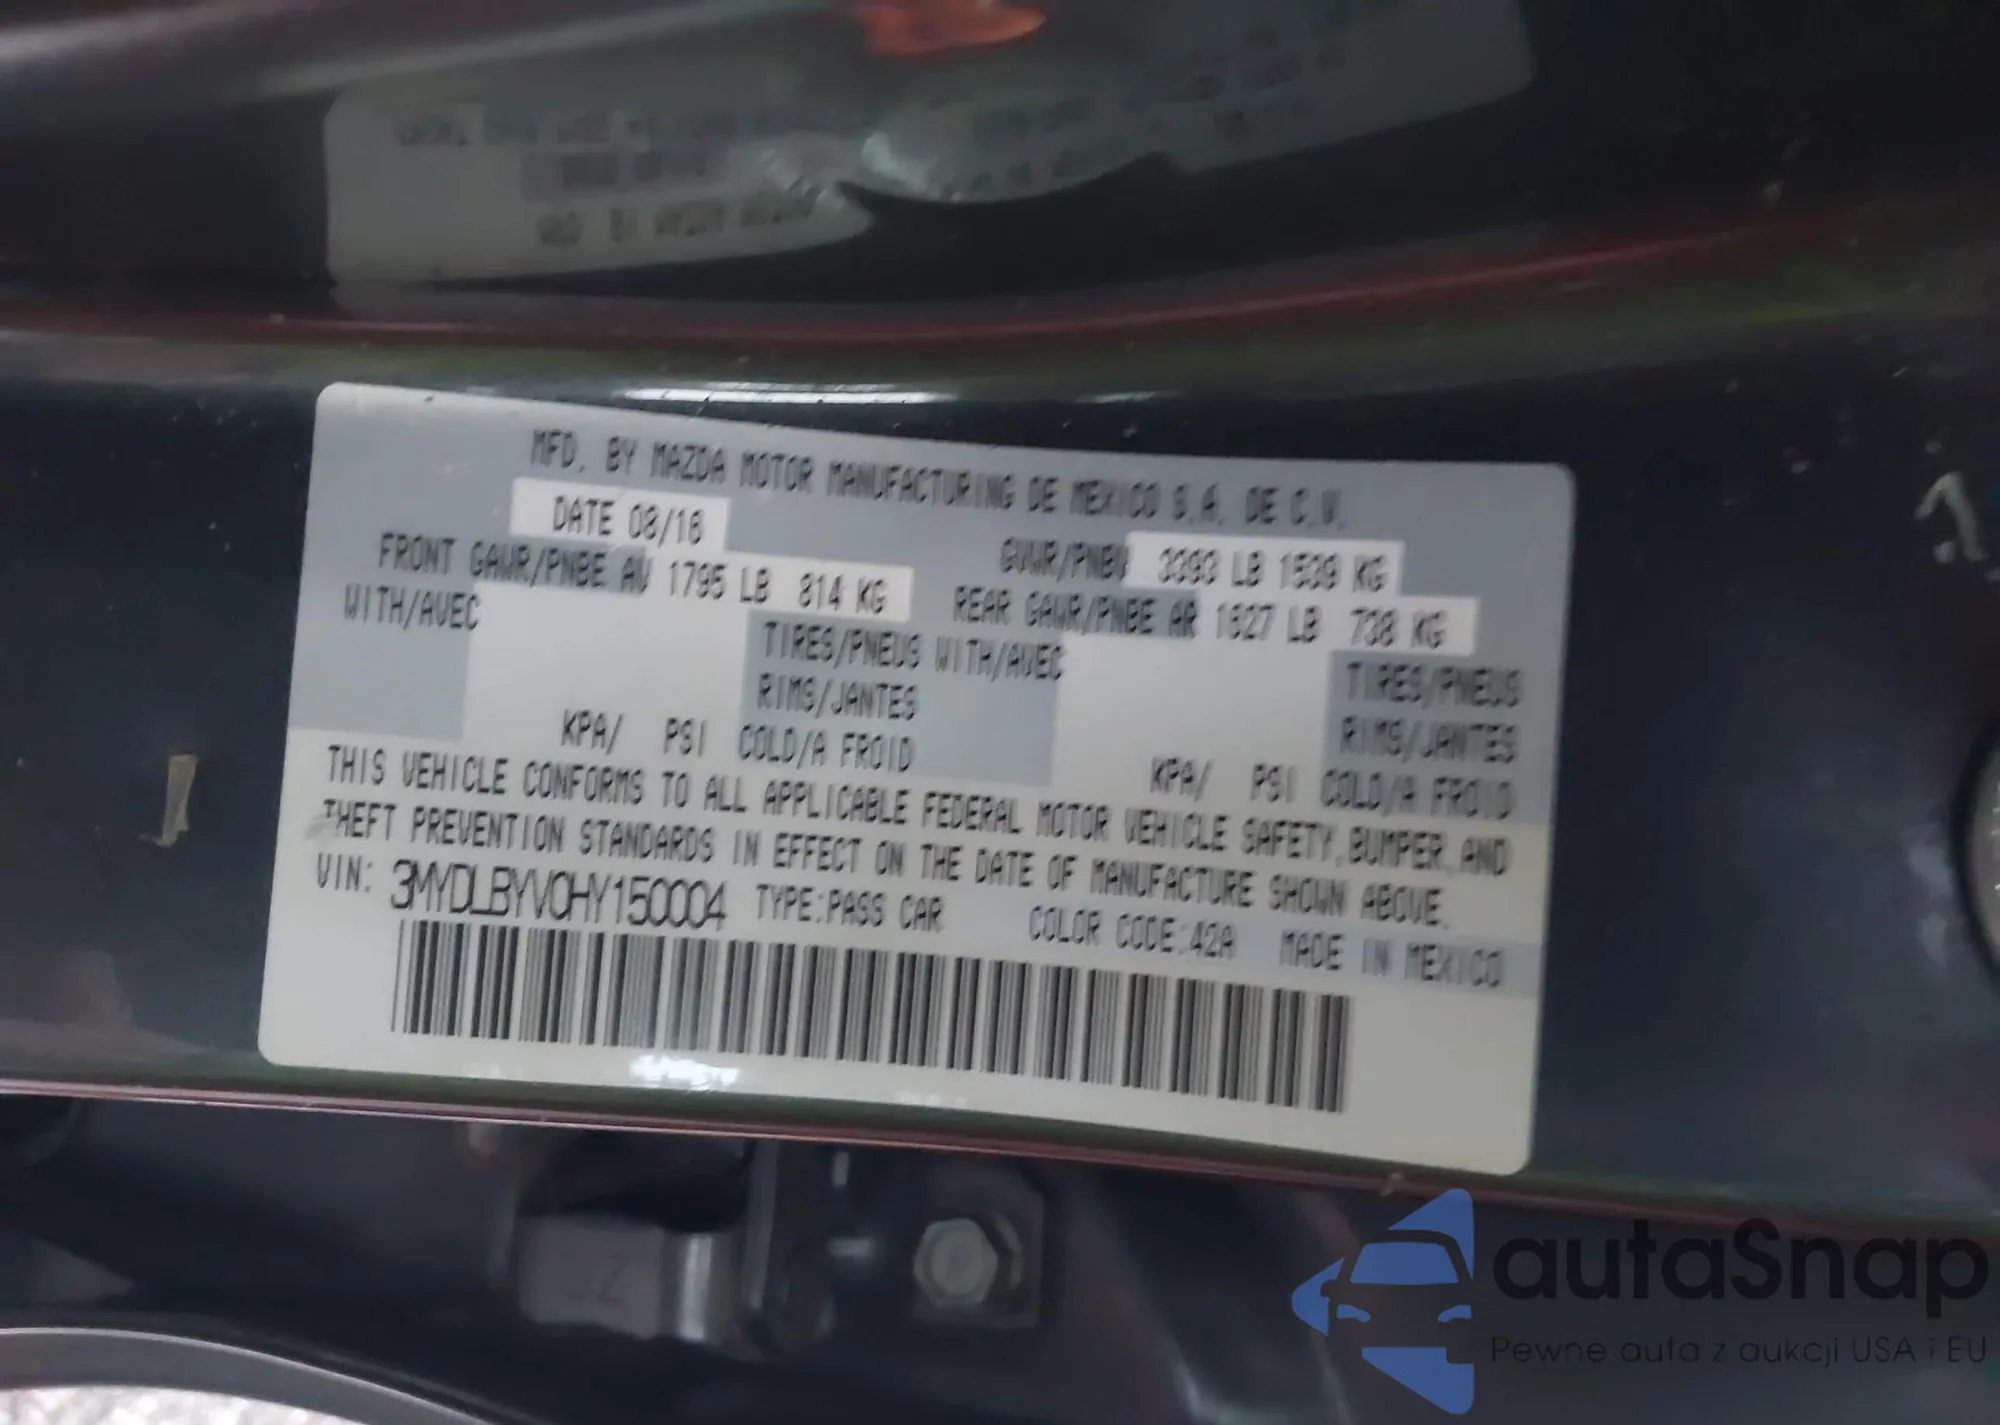 MFD. BY MAZDA MOTOR MANUFACTURING DE MEXICO S.A. DE C.V.
DATE 08/16
GVWR/PNBV 3393 LB 1539 KG
FRONT GAWR/PNBE AV 1795 LB 814 KG
REAR GAWR/PNBE AR 1627 LB 738 KG
WITH/AVEC
TIRES/PNEUS WITH/AVEC
TIRES/PNEUS
RIMS/JANTES
RIMS/JANTES
KPA/ PSI COLD/A FROID
KPA/ PSI COLD/A FROID
THIS VEHICLE CONFORMS TO ALL APPLICABLE FEDERAL MOTOR VEHICLE SAFETY, BUMPER, AND
THEFT PREVENTION STANDARDS IN EFFECT ON THE DATE OF MANUFACTURE SHOWN ABOVE.
VIN: 3MYDLBYV0HY150004 TYPE:PASS CAR COLOR CODE:42A MADE IN MEXICO
autaSnap
Pewne auta z aukcji USA i EU